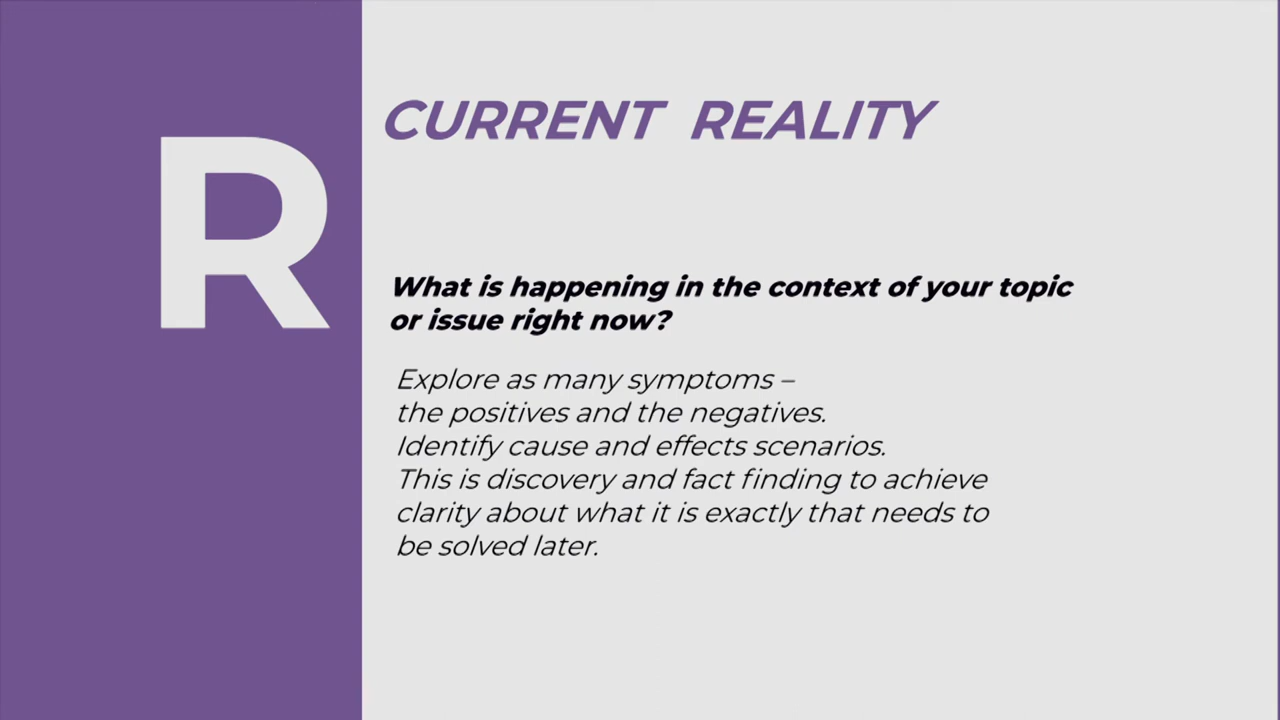 R
CURRENT REALITY
What is happening in the context of your topic
or issue right now?
Explore as many symptoms –
the positives and the negatives.
Identify cause and effects scenarios.
This is discovery and fact finding to achieve
clarity about what it is exactly that needs to
be solved later.